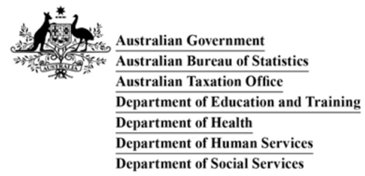 AUSTRALIA
Australian Government
Australian Bureau of Statistics
Australian Taxation Office
Department of Education and Training
Department of Health
Department of Human Services
Department of Social Services